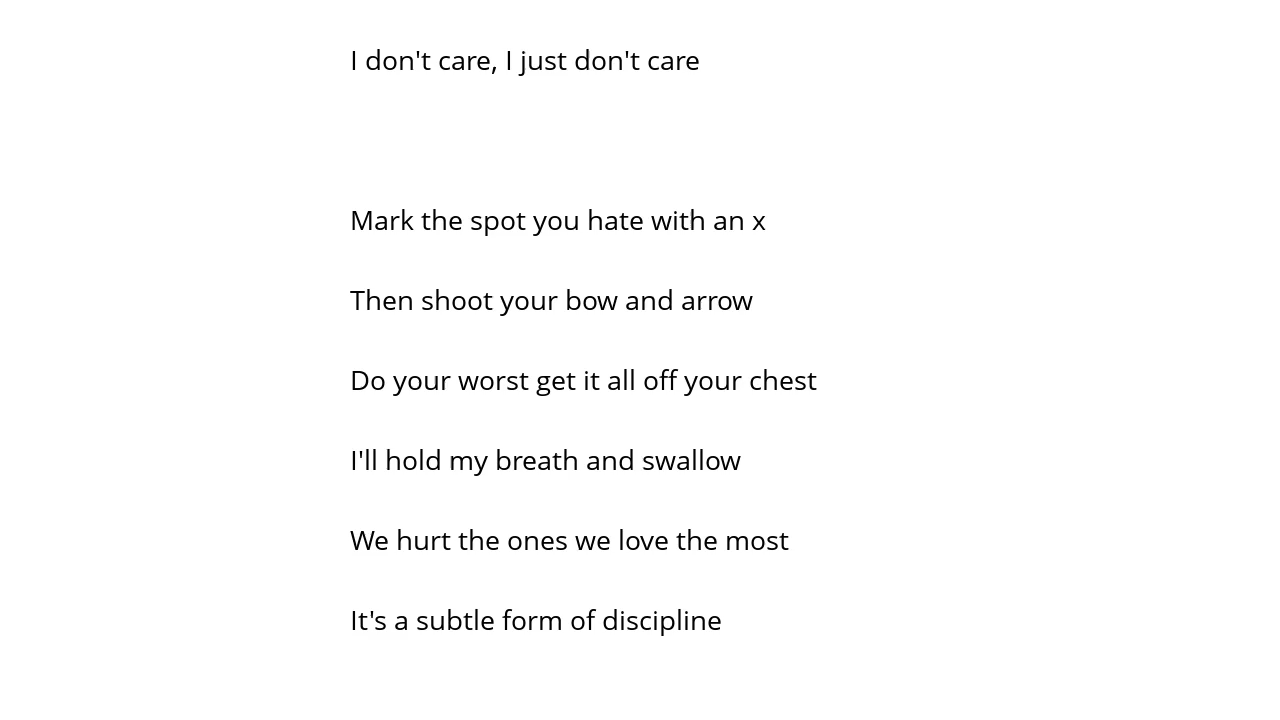 I don't care, I just don't care
Mark the spot you hate with an x
Then shoot your bow and arrow
Do your worst get it all off your chest
I'll hold my breath and swallow
We hurt the ones we love the most
It's a subtle form of discipline